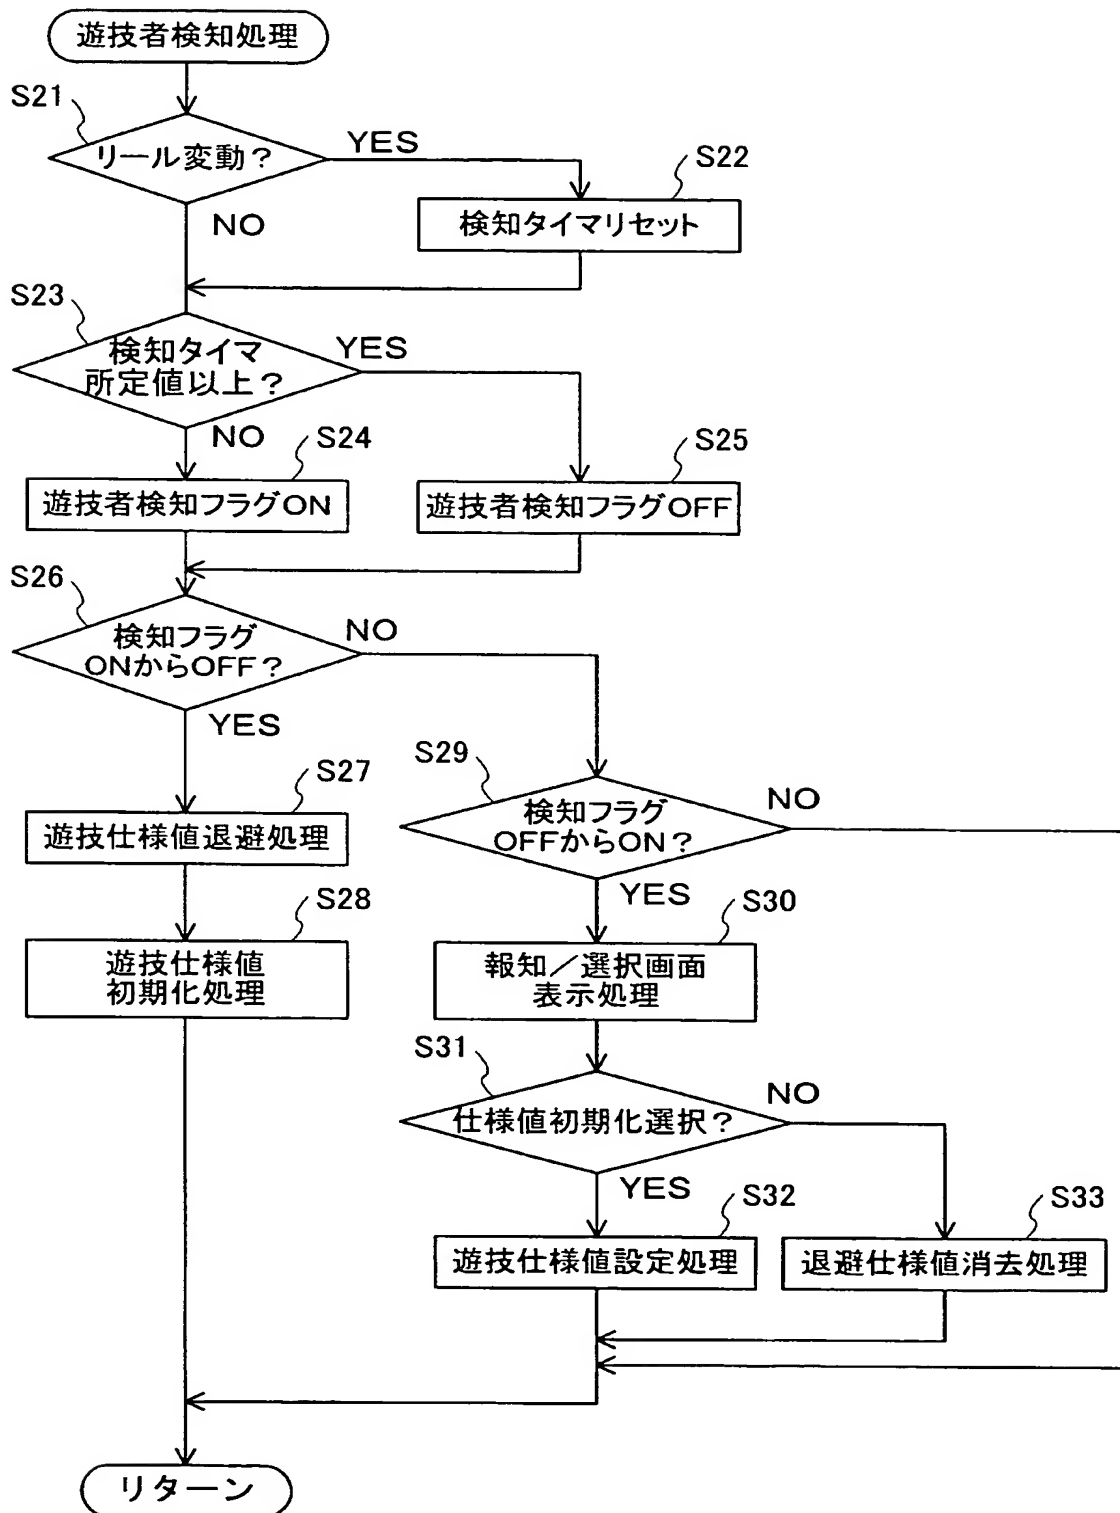 遊技者検知処理
S21
リール変動？
YES
S22
検知タイマリセット
NO
S23
検知タイマ
所定値以上？
YES
NO
S24
遊技者検知フラグON
S25
遊技者検知フラグOFF
S26
検知フラグ
ONからOFF？
NO
YES
S27
遊技仕様値退避処理
S28
遊技仕様値
初期化処理
S29
検知フラグ
OFFからON？
NO
YES
S30
報知／選択画面
表示処理
S31
仕様値初期化選択？
NO
YES
S32
遊技仕様値設定処理
S33
退避仕様値消去処理
リターン